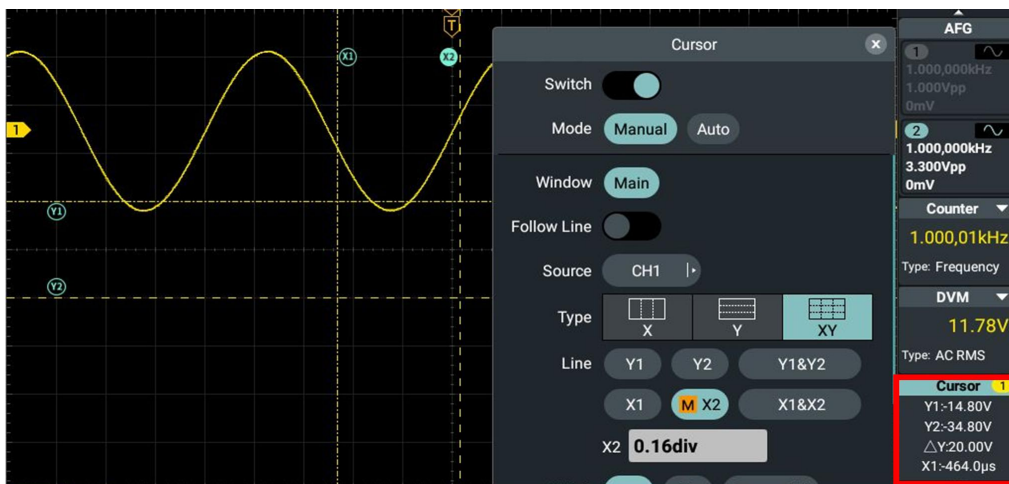 T
X1
X2
1
Y1
Y2
Cursor
Switch
Mode Manual Auto
Window Main
Follow Line
Source CH1
Type X Y XY
Line Y1 Y2 Y1&Y2
X1 M X2 X1&X2
X2 0.16div
AFG
1
1.000,000kHz
1.000Vpp
0mV
2
1.000,000kHz
3.300Vpp
0mV
Counter
1.000,01kHz
Type: Frequency
DVM
11.78V
Type: AC RMS
Cursor 1
Y1:-14.80V
Y2:-34.80V
△Y:20.00V
X1:-464.0μs